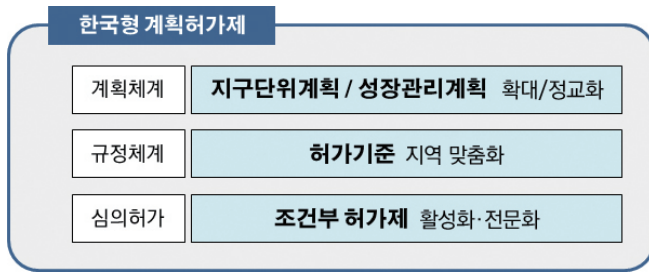 한국형 계획허가제
계획체계 지구단위계획 / 성장관리계획 확대/정교화
규정체계 허가기준 지역 맞춤화
심의허가 조건부 허가제 활성화·전문화